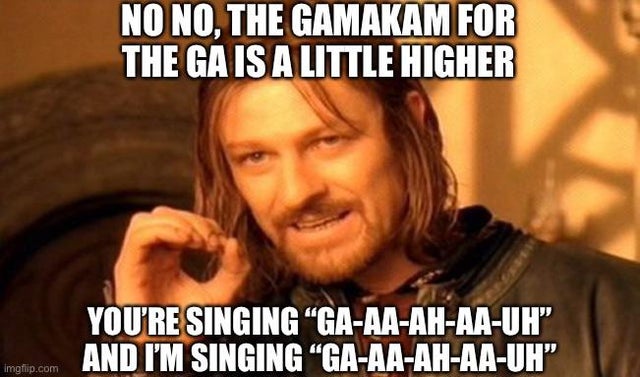 NO NO, THE GAMAKAM FOR
THE GA IS A LITTLE HIGHER
YOU'RE SINGING “GA-AA-AH-AA-UH”
AND I'M SINGING “GA-AA-AH-AA-UH”
imgflip.com